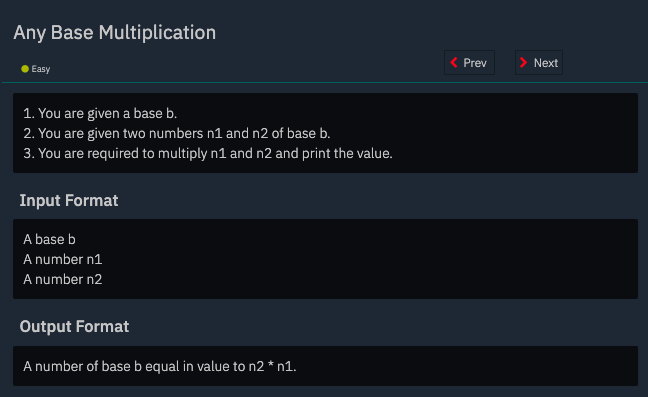 Any Base Multiplication
Easy
Prev
Next
1. You are given a base b.
2. You are given two numbers n1 and n2 of base b.
3. You are required to multiply n1 and n2 and print the value.
Input Format
A base b
A number n1
A number n2
Output Format
A number of base b equal in value to n2 * n1.